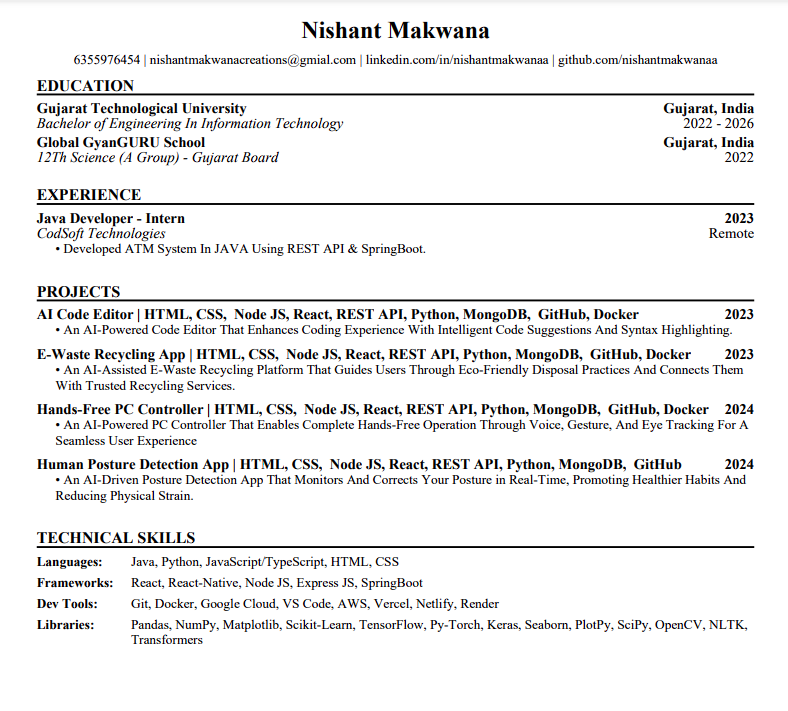 Nishant Makwana
6355976454 | nishantmakwanacreations@gmial.com | linkedin.com/in/nishantmakwanaa | github.com/nishantmakwanaa
EDUCATION
Gujarat Technological University Gujarat, India
Bachelor of Engineering In Information Technology 2022 - 2026
Global GyanGURU School Gujarat, India
12Th Science (A Group) - Gujarat Board 2022
EXPERIENCE
Java Developer - Intern 2023
CodSoft Technologies Remote
• Developed ATM System In JAVA Using REST API & SpringBoot.
PROJECTS
AI Code Editor | HTML, CSS, Node JS, React, REST API, Python, MongoDB, GitHub, Docker 2023
• An AI-Powered Code Editor That Enhances Coding Experience With Intelligent Code Suggestions And Syntax Highlighting.
E-Waste Recycling App | HTML, CSS, Node JS, React, REST API, Python, MongoDB, GitHub, Docker 2023
• An AI-Assisted E-Waste Recycling Platform That Guides Users Through Eco-Friendly Disposal Practices And Connects Them
With Trusted Recycling Services.
Hands-Free PC Controller | HTML, CSS, Node JS, React, REST API, Python, MongoDB, GitHub, Docker 2024
• An AI-Powered PC Controller That Enables Complete Hands-Free Operation Through Voice, Gesture, And Eye Tracking For A
Seamless User Experience
Human Posture Detection App | HTML, CSS, Node JS, React, REST API, Python, MongoDB, GitHub 2024
• An AI-Driven Posture Detection App That Monitors And Corrects Your Posture in Real-Time, Promoting Healthier Habits And
Reducing Physical Strain.
TECHNICAL SKILLS
Languages: Java, Python, JavaScript/TypeScript, HTML, CSS
Frameworks: React, React-Native, Node JS, Express JS, SpringBoot
Dev Tools: Git, Docker, Google Cloud, VS Code, AWS, Vercel, Netlify, Render
Libraries: Pandas, NumPy, Matplotlib, Scikit-Learn, TensorFlow, Py-Torch, Keras, Seaborn, PlotPy, SciPy, OpenCV, NLTK,
Transformers